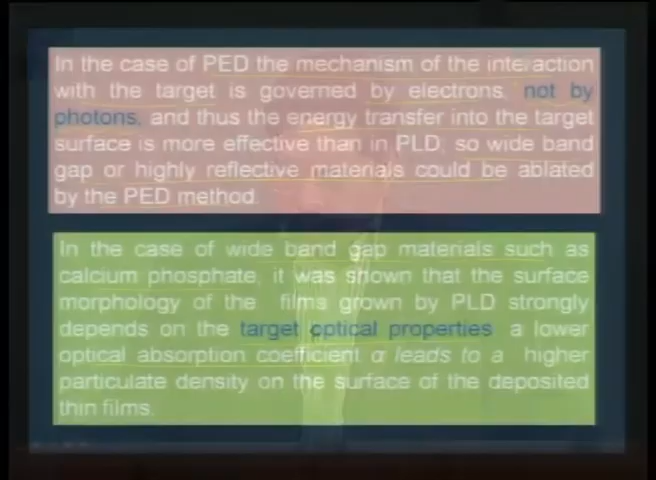 In the case of PED the mechanism of the interaction
with the target is governed by electrons, not by
photons, and thus the energy transfer into the target
surface is more effective than in PLD; so wide band
gap or highly reflective materials could be ablated
by the PED method.
In the case of wide band gap materials such as
calcium phosphate, it was shown that the surface
morphology of the films grown by PLD strongly
depends on the target optical properties a lower
optical absorption coefficient α leads to a higher
particulate density on the surface of the deposited
thin films.